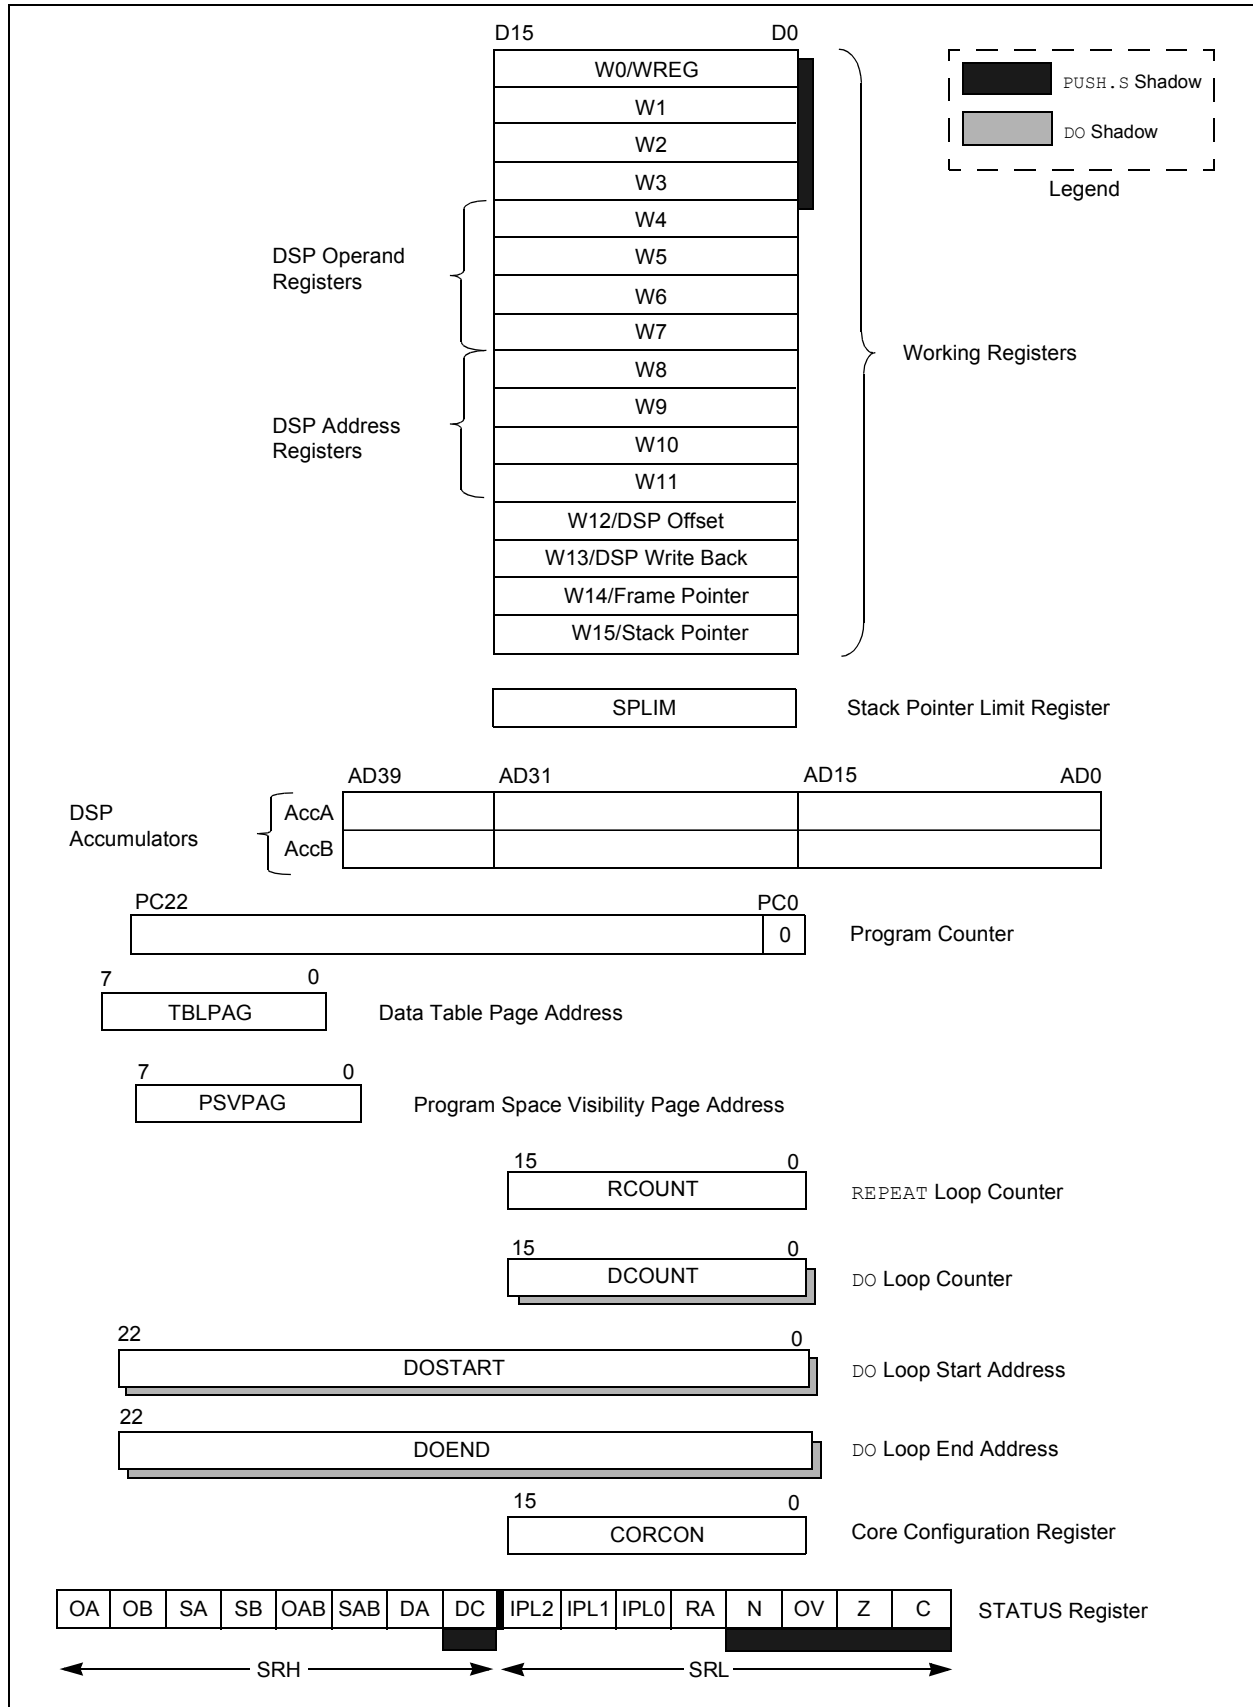 D15 D0
W0/WREG
W1
W2
W3
W4
W5
W6
W7
W8
W9
W10
W11
W12/DSP Offset
W13/DSP Write Back
W14/Frame Pointer
W15/Stack Pointer
PUSH.S Shadow
DO Shadow
Legend
DSP Operand
Registers
DSP Address
Registers
Working Registers
SPLIM
Stack Pointer Limit Register
AD39 AD31 AD15 AD0
DSP
Accumulators
AccA
AccB
PC22 PC0
0
Program Counter
7 0
TBLPAG
Data Table Page Address
7 0
PSVPAG
Program Space Visibility Page Address
15 0
RCOUNT
REPEAT Loop Counter
15 0
DCOUNT
DO Loop Counter
22 0
DOSTART
DO Loop Start Address
22
DOEND
DO Loop End Address
15 0
CORCON
Core Configuration Register
OA OB SA SB OAB SAB DA DC IPL2 IPL1 IPL0 RA N OV Z C
STATUS Register
SRH SRL